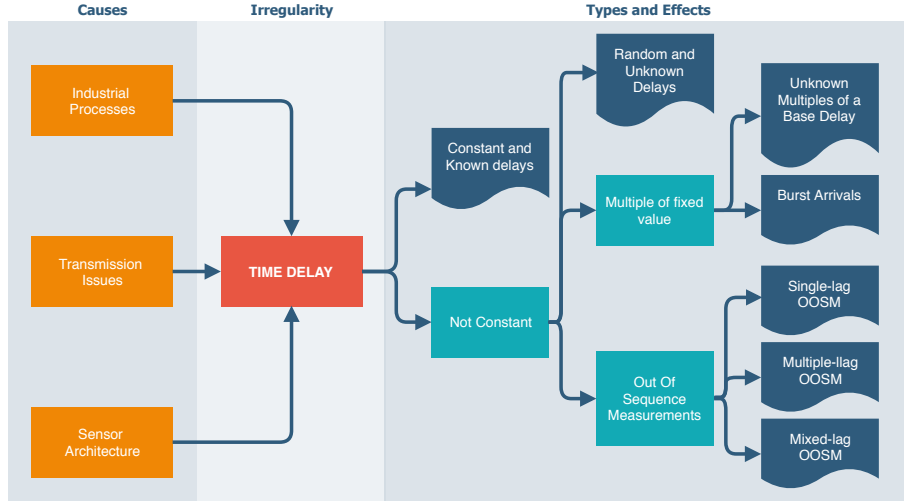 Causes
Irregularity
Types and Effects
Industrial
Processes
Transmission
Issues
Sensor
Architecture
TIME DELAY
Constant and
Known delays
Not Constant
Random and
Unknown
Delays
Multiple of fixed
value
Out Of
Sequence
Measurements
Unknown
Multiples of a
Base Delay
Burst Arrivals
Single-lag
OOSM
Multiple-llag
OOSM
Mixed-lag
OOSM